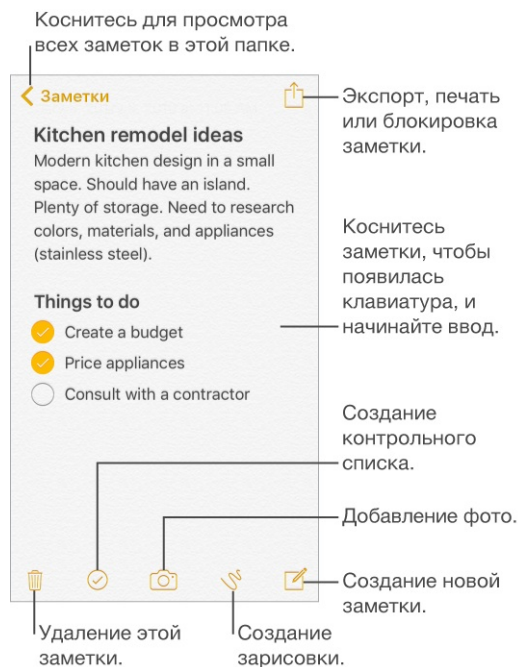 Коснитесь для просмотра
всех заметок в этой папке.
Заметки
Экспорт, печать
или блокировка
заметки.
Kitchen remodel ideas
Modern kitchen design in a small
space. Should have an island.
Plenty of storage. Need to research
colors, materials, and appliances
(stainless steel).
Коснитесь
заметки, чтобы
появилась
клавиатура, и
начинайте ввод.
Things to do
Create a budget
Price appliances
Consult with a contractor
Создание
контрольного
списка.
Добавление фото.
Создание новой
заметки.
Удаление этой
заметки.
Создание
зарисовки.